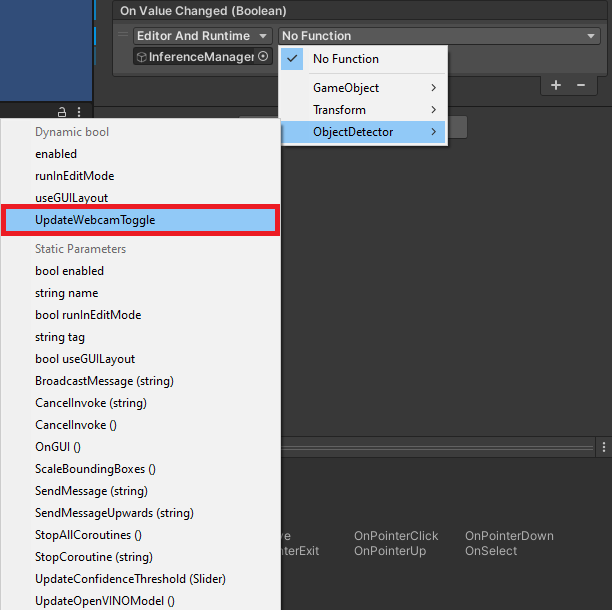 On Value Changed (Boolean)
Editor And Runtime
No Function
InferenceManager
No Function
GameObject
Transform
ObjectDetector
Dynamic bool
enabled
runInEditMode
useGUILayout
UpdateWebcamToggle
Static Parameters
bool enabled
string name
bool runInEditMode
string tag
bool useGUILayout
BroadcastMessage (string)
CancelInvoke (string)
CancelInvoke ()
OnGUI ()
ScaleBoundingBoxes ()
SendMessage (string)
SendMessageUpwards (string)
StopAllCoroutines ()
StopCoroutine (string)
UpdateConfidenceThreshold (Slider)
UpdateOpenVINOModel ()
OnPointerClick OnPointerDown
terExit OnPointerUp OnSelect